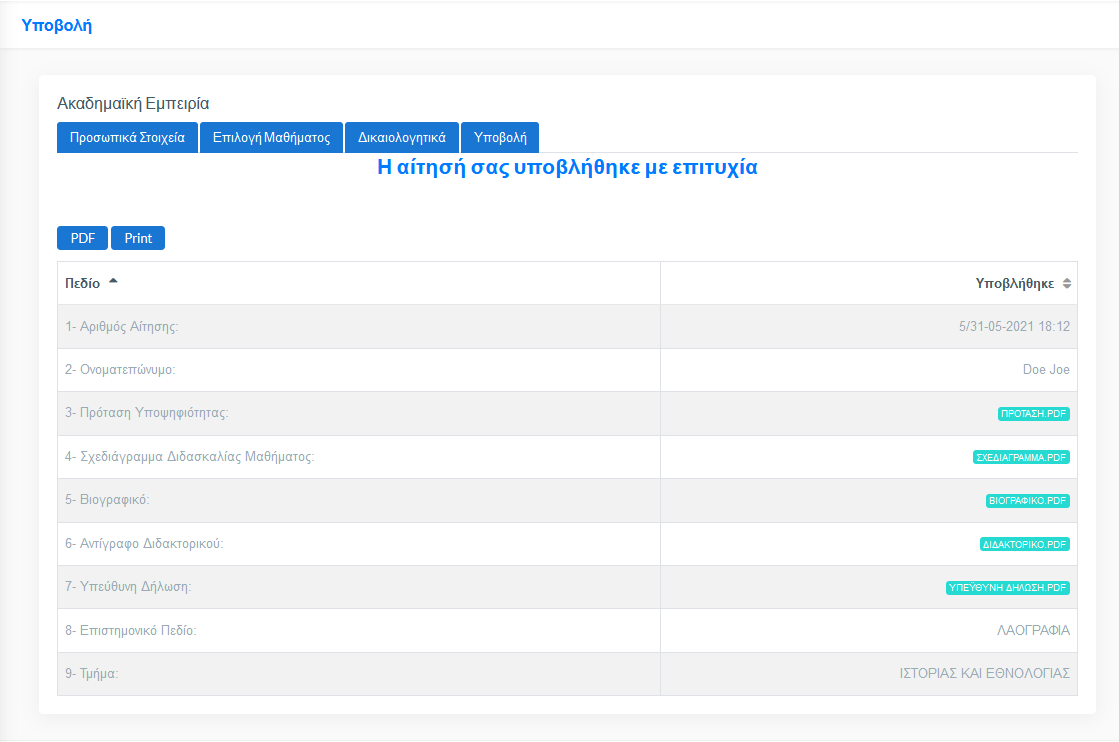 Υποβολή
Ακαδημαϊκή Εμπειρία
Προσωπικά Στοιχεία Επιλογή Μαθήματος Δικαιολογητικά Υποβολή
Η αίτησή σας υποβλήθηκε με επιτυχία
PDF Print
Πεδίο Υποβλήθηκε
1- Αριθμός Αίτησης: 5/31-05-2021 18:12
2- Ονοματεπώνυμο: Doe Joe
3- Πρόταση Υποψηφιότητας: ΠΡΟΤΑΣΗ.PDF
4- Σχεδιάγραμμα Διδασκαλίας Μαθήματος: ΣΧΕΔΙΑΓΡΑΜΜΑ.PDF
5- Βιογραφικό: ΒΙΟΓΡΑΦΙΚΟ.PDF
6- Αντίγραφο Διδακτορικού: ΔΙΔΑΚΤΟΡΙΚΟ.PDF
7- Υπεύθυνη Δήλωση: ΥΠΕΫΘΥΝΗ ΔΗΛΩΣΗ.PDF
8- Επιστημονικό Πεδίο: ΛΑΟΓΡΑΦΙΑ
9- Τμήμα: ΙΣΤΟΡΙΑΣ ΚΑΙ ΕΘΝΟΛΟΓΙΑΣ